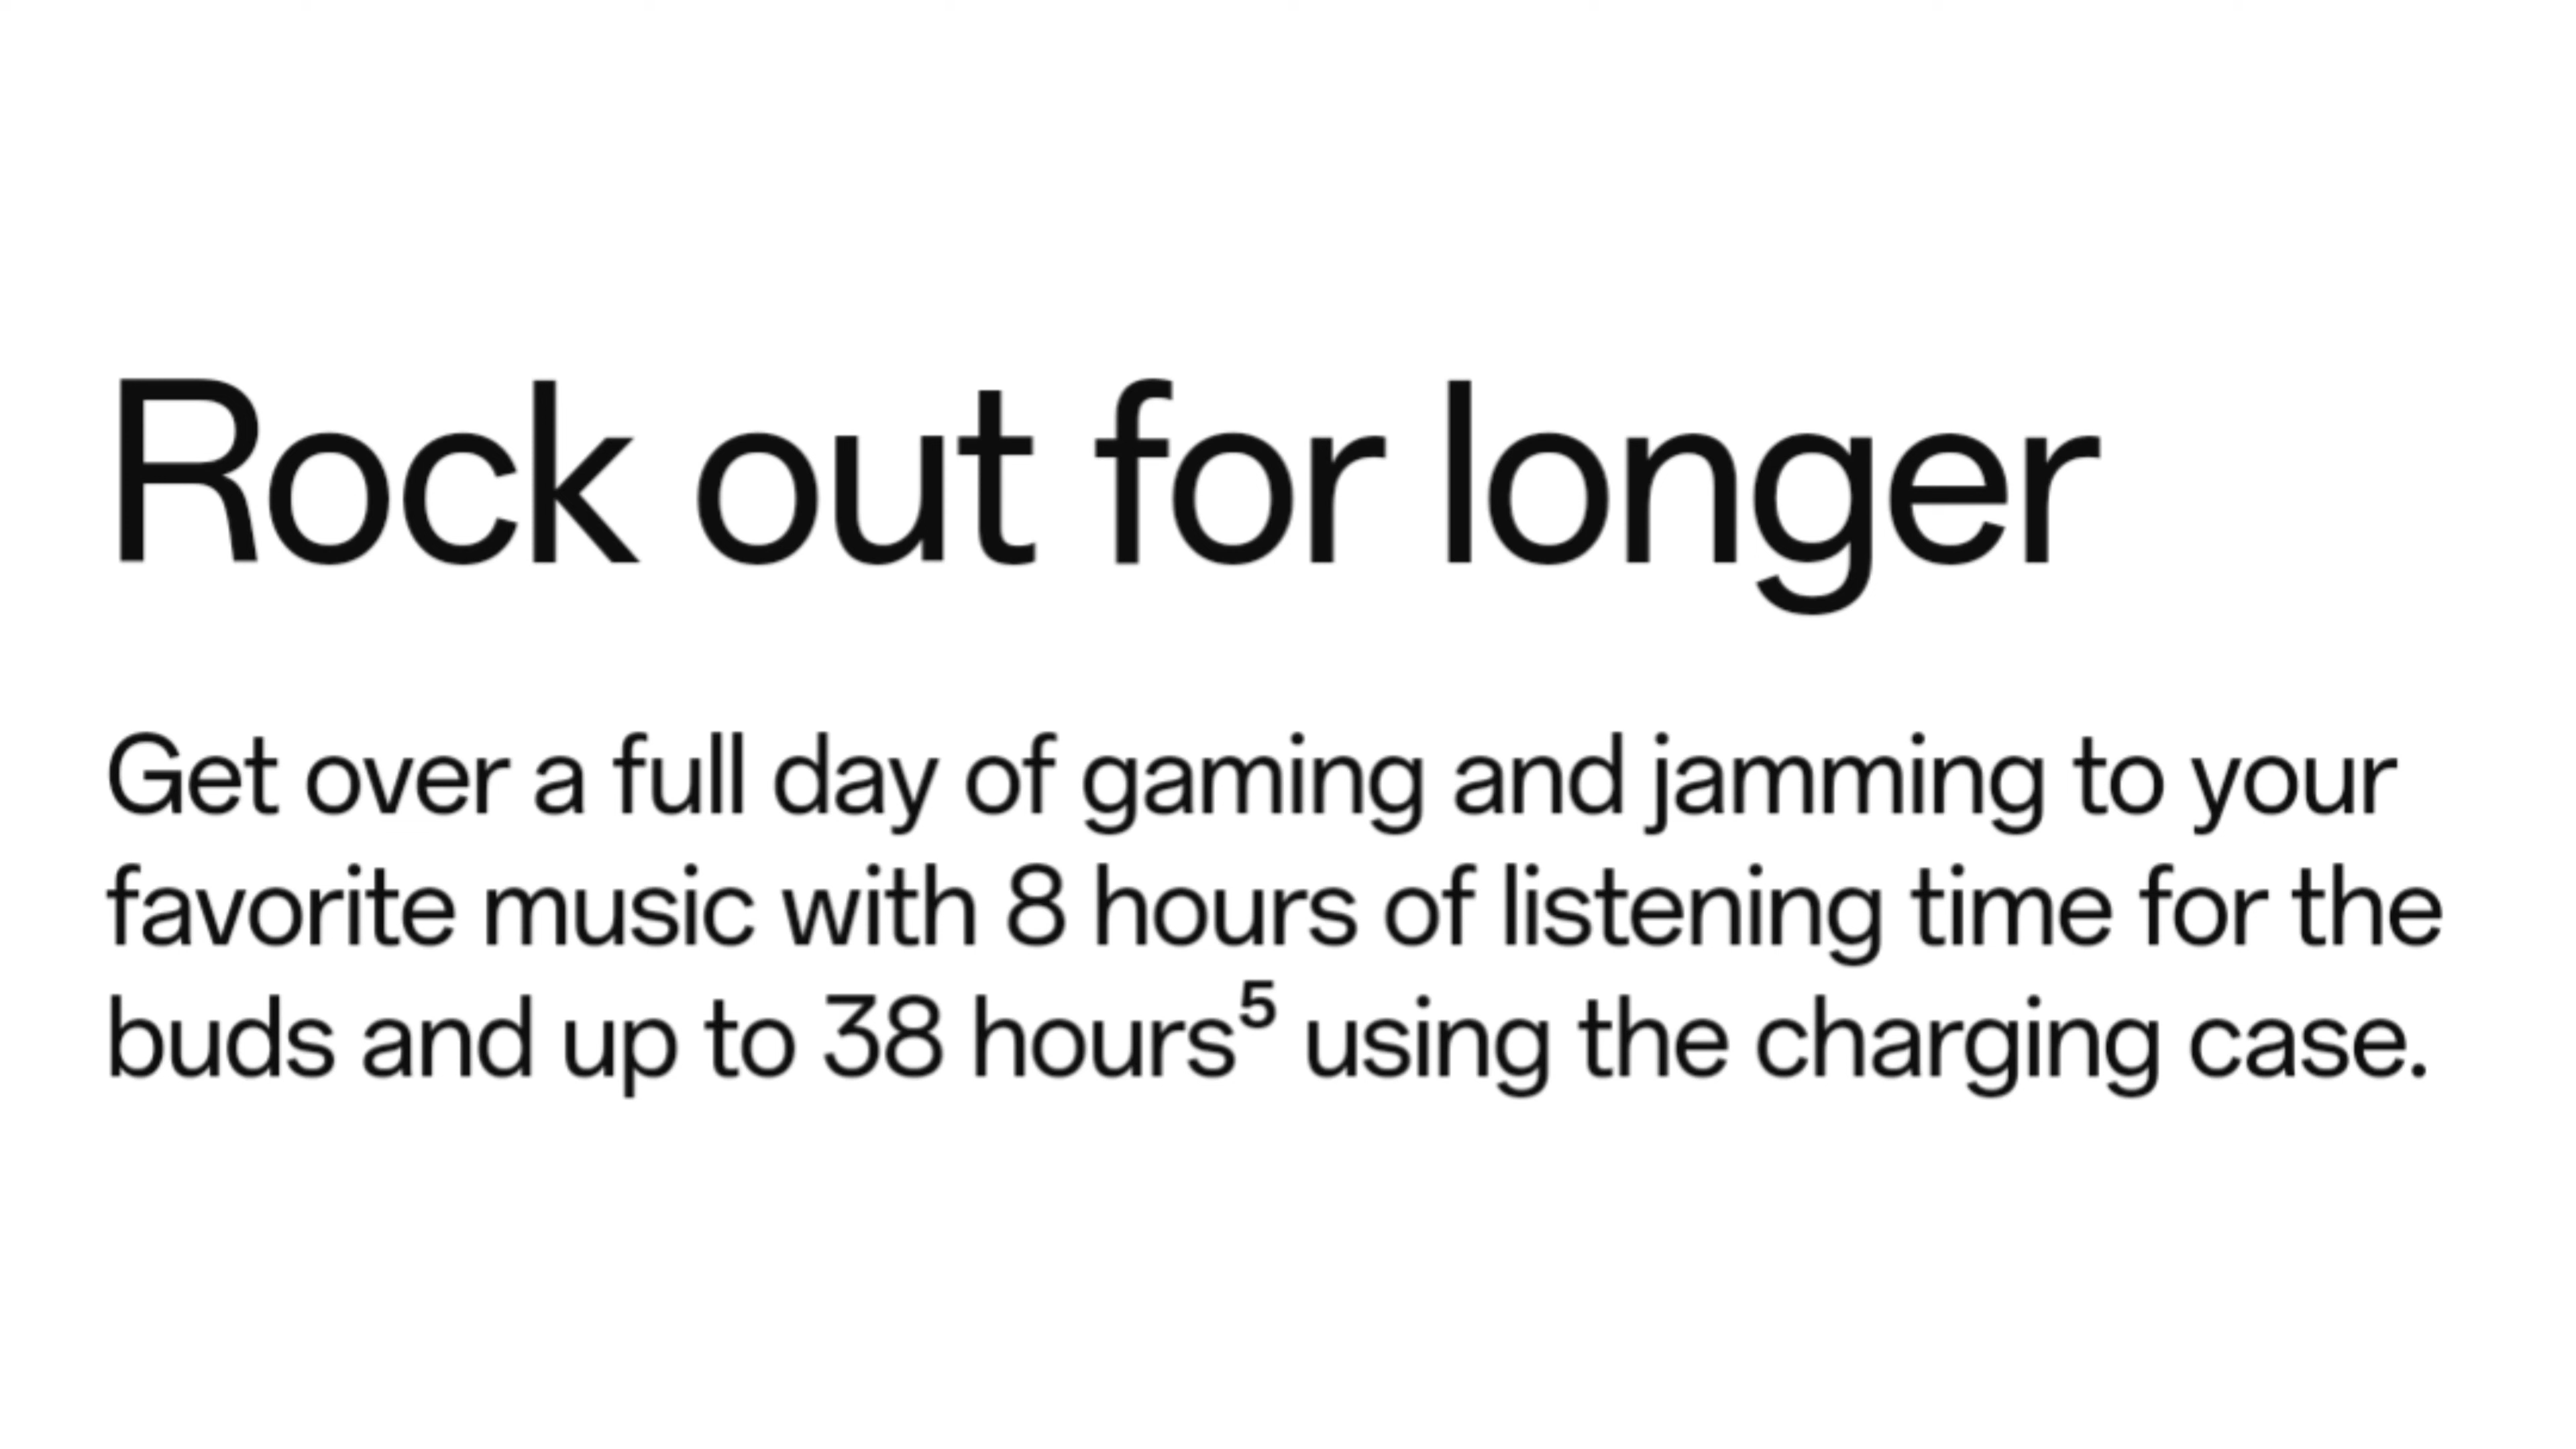 Rock out for longer
Get over a full day of gaming and jamming to your
favorite music with 8 hours of listening time for the
buds and up to 38 hours⁵ using the charging case.